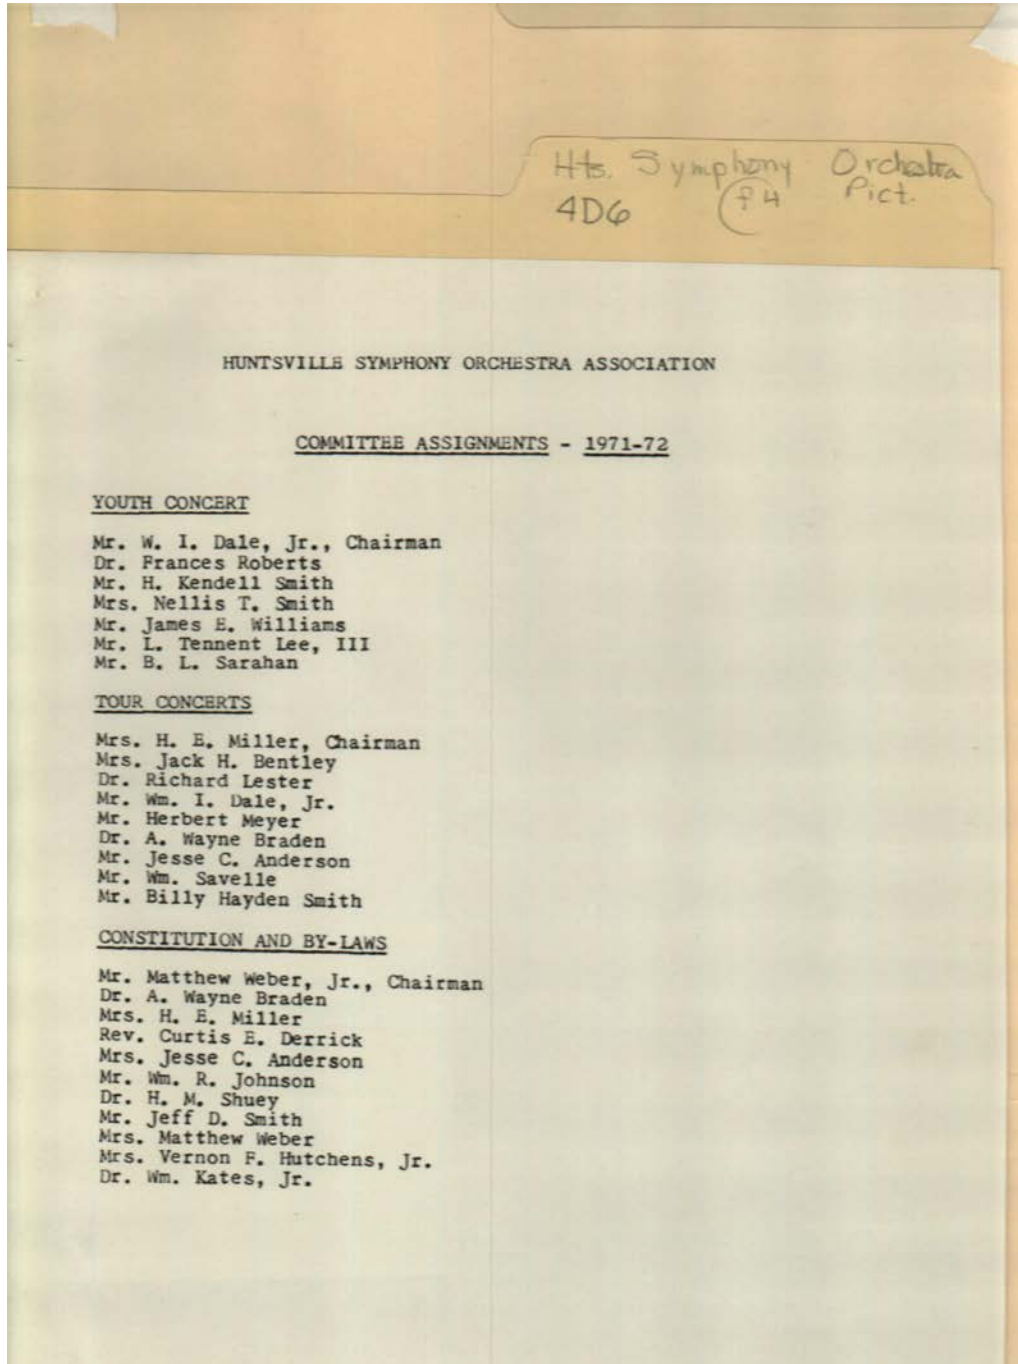 Hts. Symphony Orchestra
4D6 f4 Pict.
HUNTSVILLE SYMPHONY ORCHESTRA ASSOCIATION
COMMITTEE ASSIGNMENTS - 1971-72
YOUTH CONCERT
Mr. W. I. Dale, Jr., Chairman
Dr. Frances Roberts
Mr. H. Kendell Smith
Mrs. Nellis T. Smith
Mr. James E. Williams
Mr. L. Tennent Lee, III
Mr. B. L. Sarahan
TOUR CONCERTS
Mrs. H. E. Miller, Chairman
Mrs. Jack H. Bentley
Dr. Richard Lester
Mr. Wm. I. Dale, Jr.
Mr. Herbert Meyer
Dr. A. Wayne Braden
Mr. Jesse C. Anderson
Mr. Wm. Savelle
Mr. Billy Hayden Smith
CONSTITUTION AND BY-LAWS
Mr. Matthew Weber, Jr., Chairman
Dr. A. Wayne Braden
Mrs. H. E. Miller
Rev. Curtis E. Derrick
Mrs. Jesse C. Anderson
Mr. Wm. R. Johnson
Dr. H. M. Shuey
Mr. Jeff D. Smith
Mrs. Matthew Weber
Mrs. Vernon F. Hutchens, Jr.
Dr. Wm. Kates, Jr.